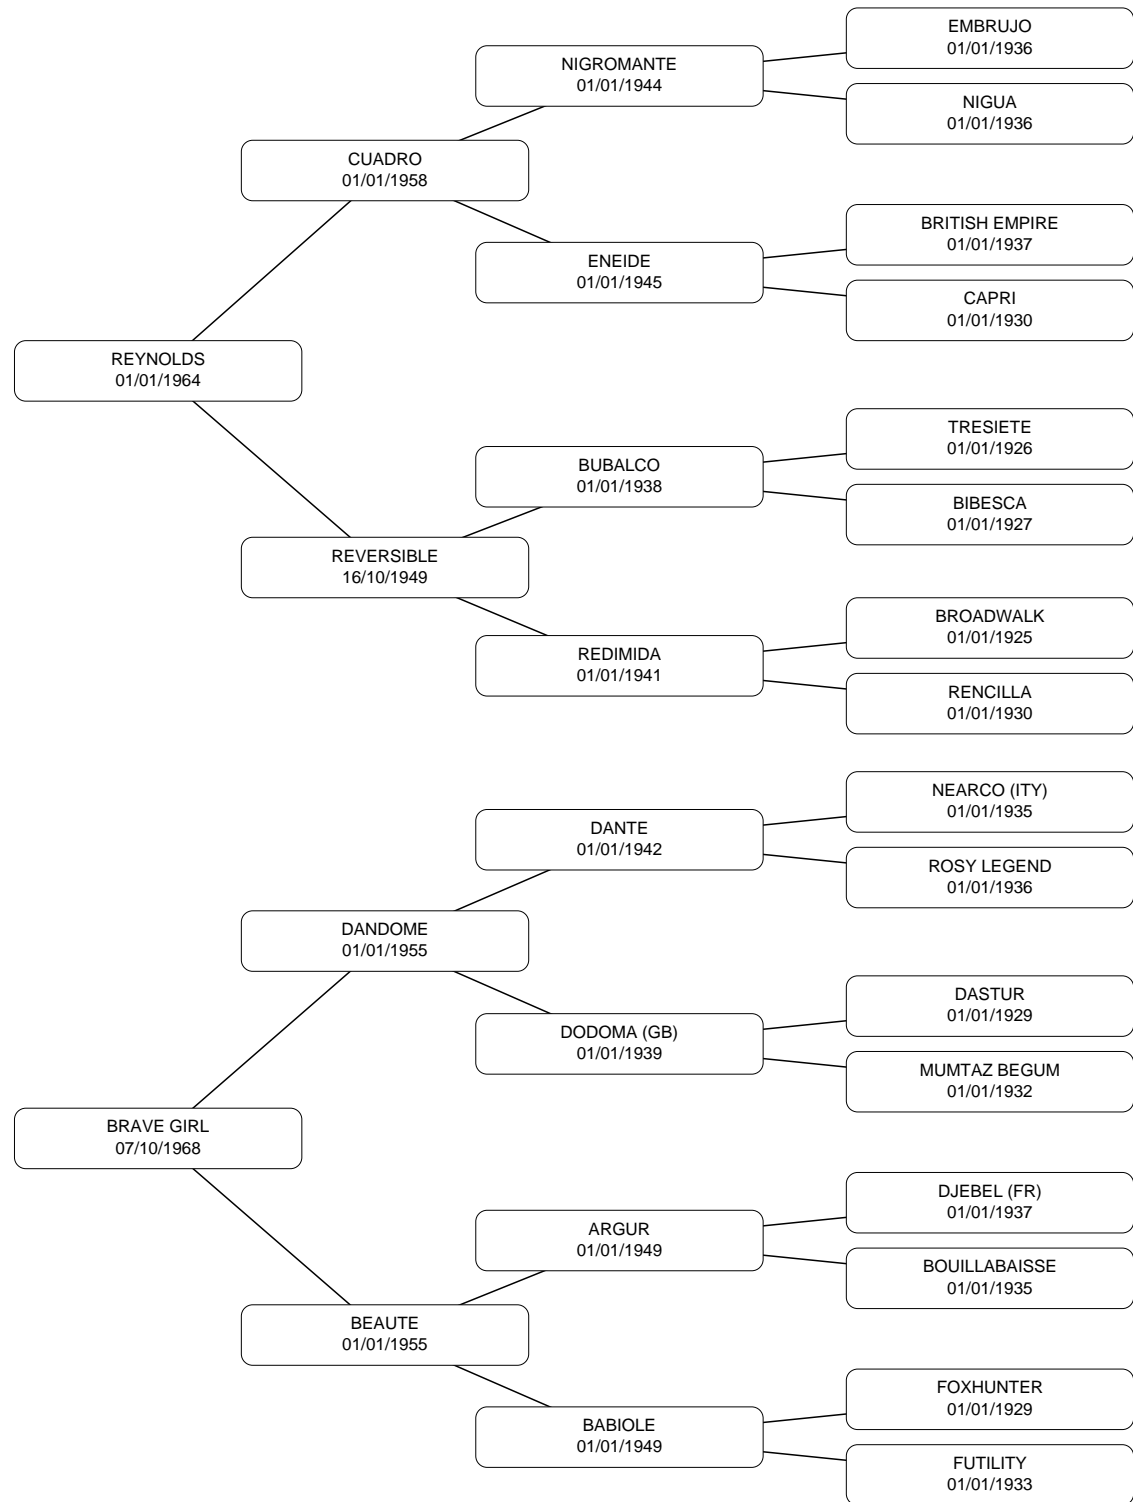 EMBRUJO
01/01/1936
NIGROMANTE
01/01/1944
NIGUA
01/01/1936
CUADRO
01/01/1958
BRITISH EMPIRE
01/01/1937
ENEIDE
01/01/1945
CAPRI
01/01/1930
REYNOLDS
01/01/1964
TRESIETE
01/01/1926
BUBALCO
01/01/1938
BIBESCA
01/01/1927
REVERSIBLE
16/10/1949
BROADWALK
01/01/1925
REDIMIDA
01/01/1941
RENCILLA
01/01/1930
NEARCO (ITY)
01/01/1935
DANTE
01/01/1942
ROSY LEGEND
01/01/1936
DANDOME
01/01/1955
DASTUR
01/01/1929
DODOMA (GB)
01/01/1939
MUMTAZ BEGUM
01/01/1932
BRAVE GIRL
07/10/1968
DJEBEL (FR)
01/01/1937
ARGUR
01/01/1949
BOUILLABAISSE
01/01/1935
BEAUTE
01/01/1955
FOXHUNTER
01/01/1929
BABIOLE
01/01/1949
FUTILITY
01/01/1933